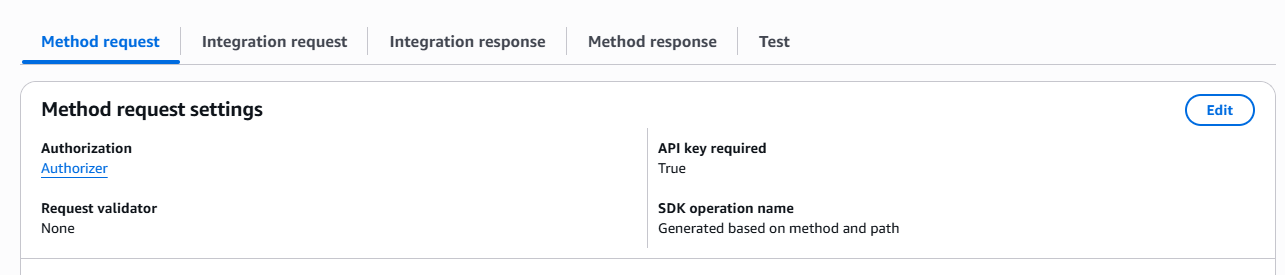 Method request
Integration request
Integration response
Method response
Test
Method request settings
Edit
Authorization
Authorizer
API key required
True
Request validator
None
SDK operation name
Generated based on method and path